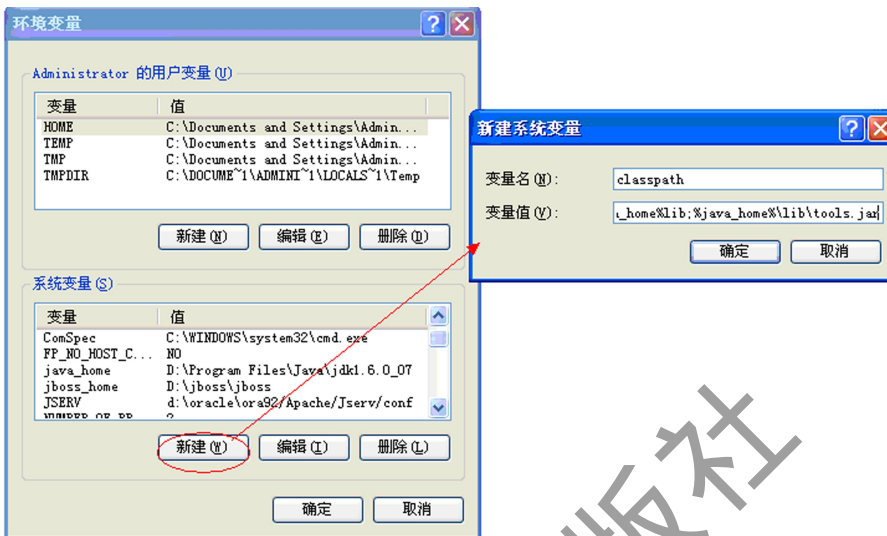 环境变量
Administrator 的用户变量(U)
变量 值
HOME C:\Documents and Settings\Admin...
TEMP C:\Documents and Settings\Admin...
TMP C:\Documents and Settings\Admin...
TMPDIR C:\DOCUME~1\ADMINI~1\LOCALS~1\Temp
新建(N) 编辑(E) 删除(D)
系统变量(S)
变量 值
ComSpec C:\WINDOWS\system32\cmd.exe
FP_NO_HOST_C... NO
java_home D:\Program Files\Java\jdk1.6.0_07
jboss_home D:\jboss\jboss
JSERV d:\oracle\ora92/Apache/Jserv/conf
新建(W) 编辑(I) 删除(L)
确定 取消
新建系统变量
变量名(N): classpath
变量值(V): _home%lib;%java_home%\lib\tools.jar
确定 取消
版社